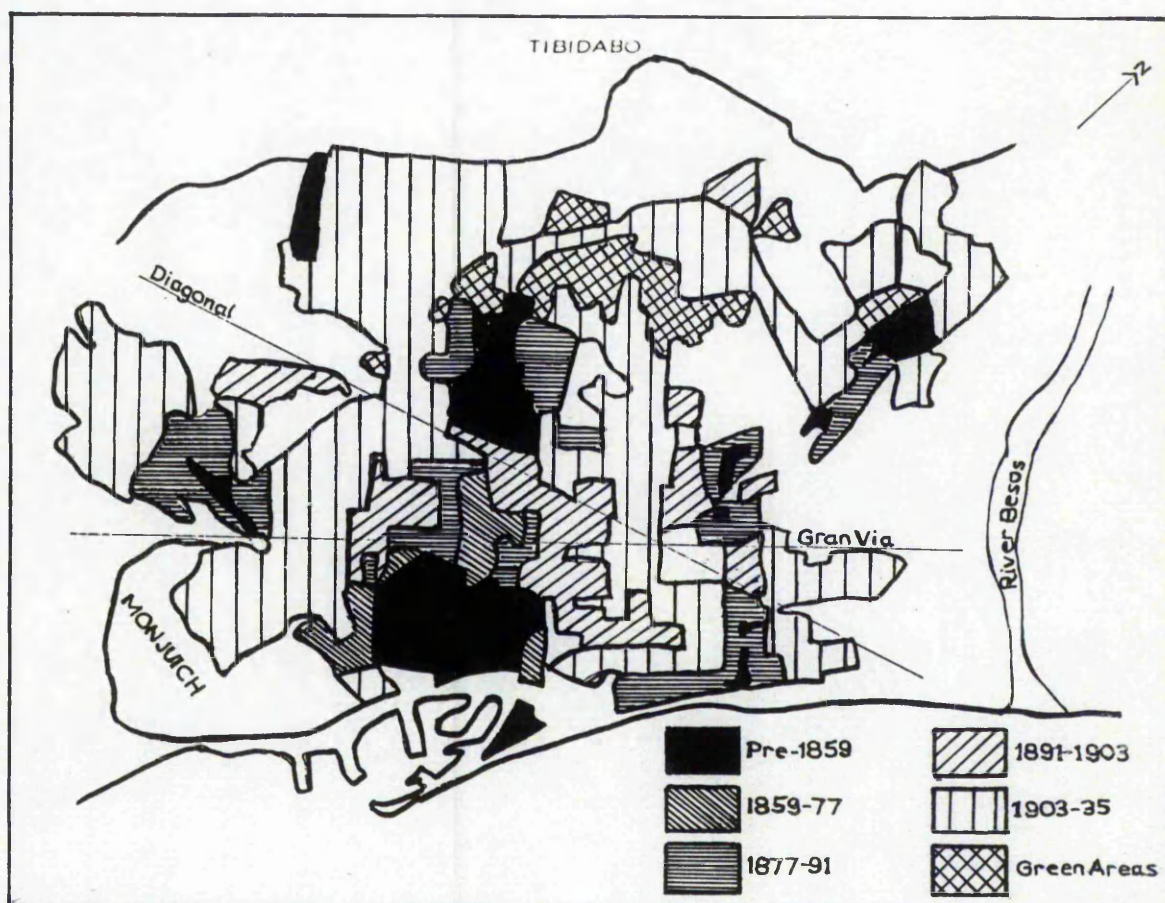 TIBIDABO
N
Diagonal
Gran Via
River Besos
MONJUICH
Pre-1859
1859-77
1877-91
1891-1903
1903-35
Green Areas